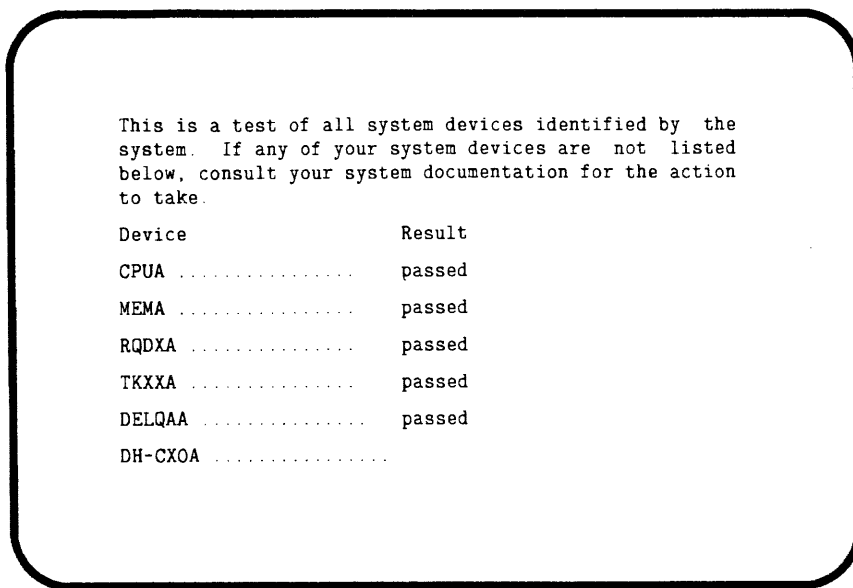 This is a test of all system devices identified by the
system. If any of your system devices are not listed
below, consult your system documentation for the action
to take.
Device Result
CPUA ................ passed
MEMA ................ passed
RQDXA ............... passed
TKXXA ............... passed
DELQAA ............... passed
DH-CXOA ................